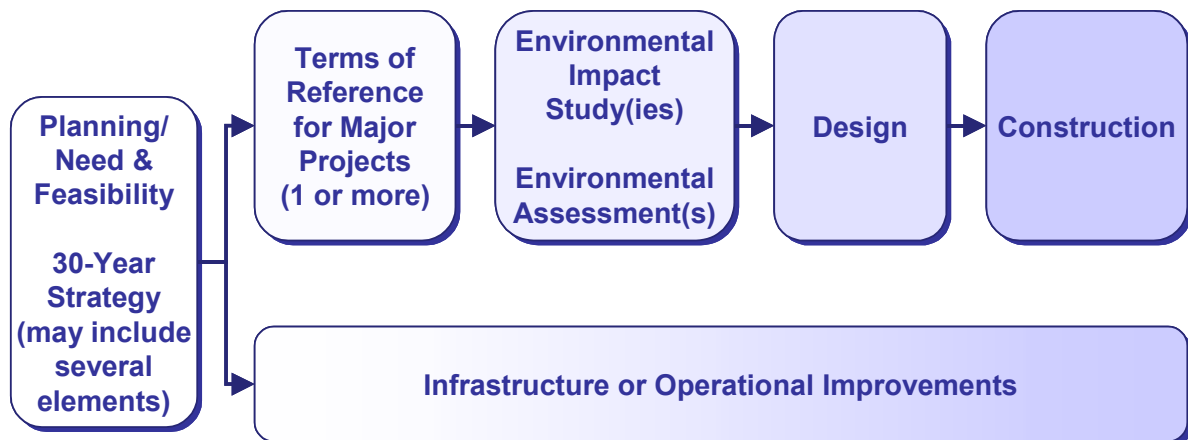 Planning/
Need &
Feasibility
30-Year
Strategy
(may include
several
elements)
Terms of
Reference
for Major
Projects
(1 or more)
Environmental
Impact
Study(ies)
Environmental
Assessment(s)
Design
Construction
Infrastructure or Operational Improvements